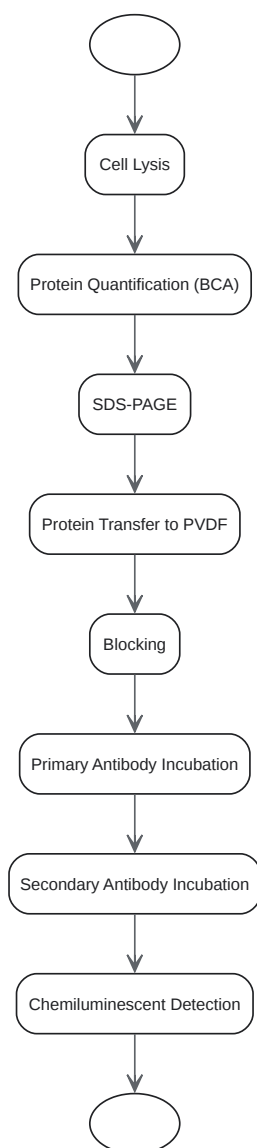 Cell Lysis
Protein Quantification (BCA)
SDS-PAGE
Protein Transfer to PVDF
Blocking
Primary Antibody Incubation
Secondary Antibody Incubation
Chemiluminescent Detection